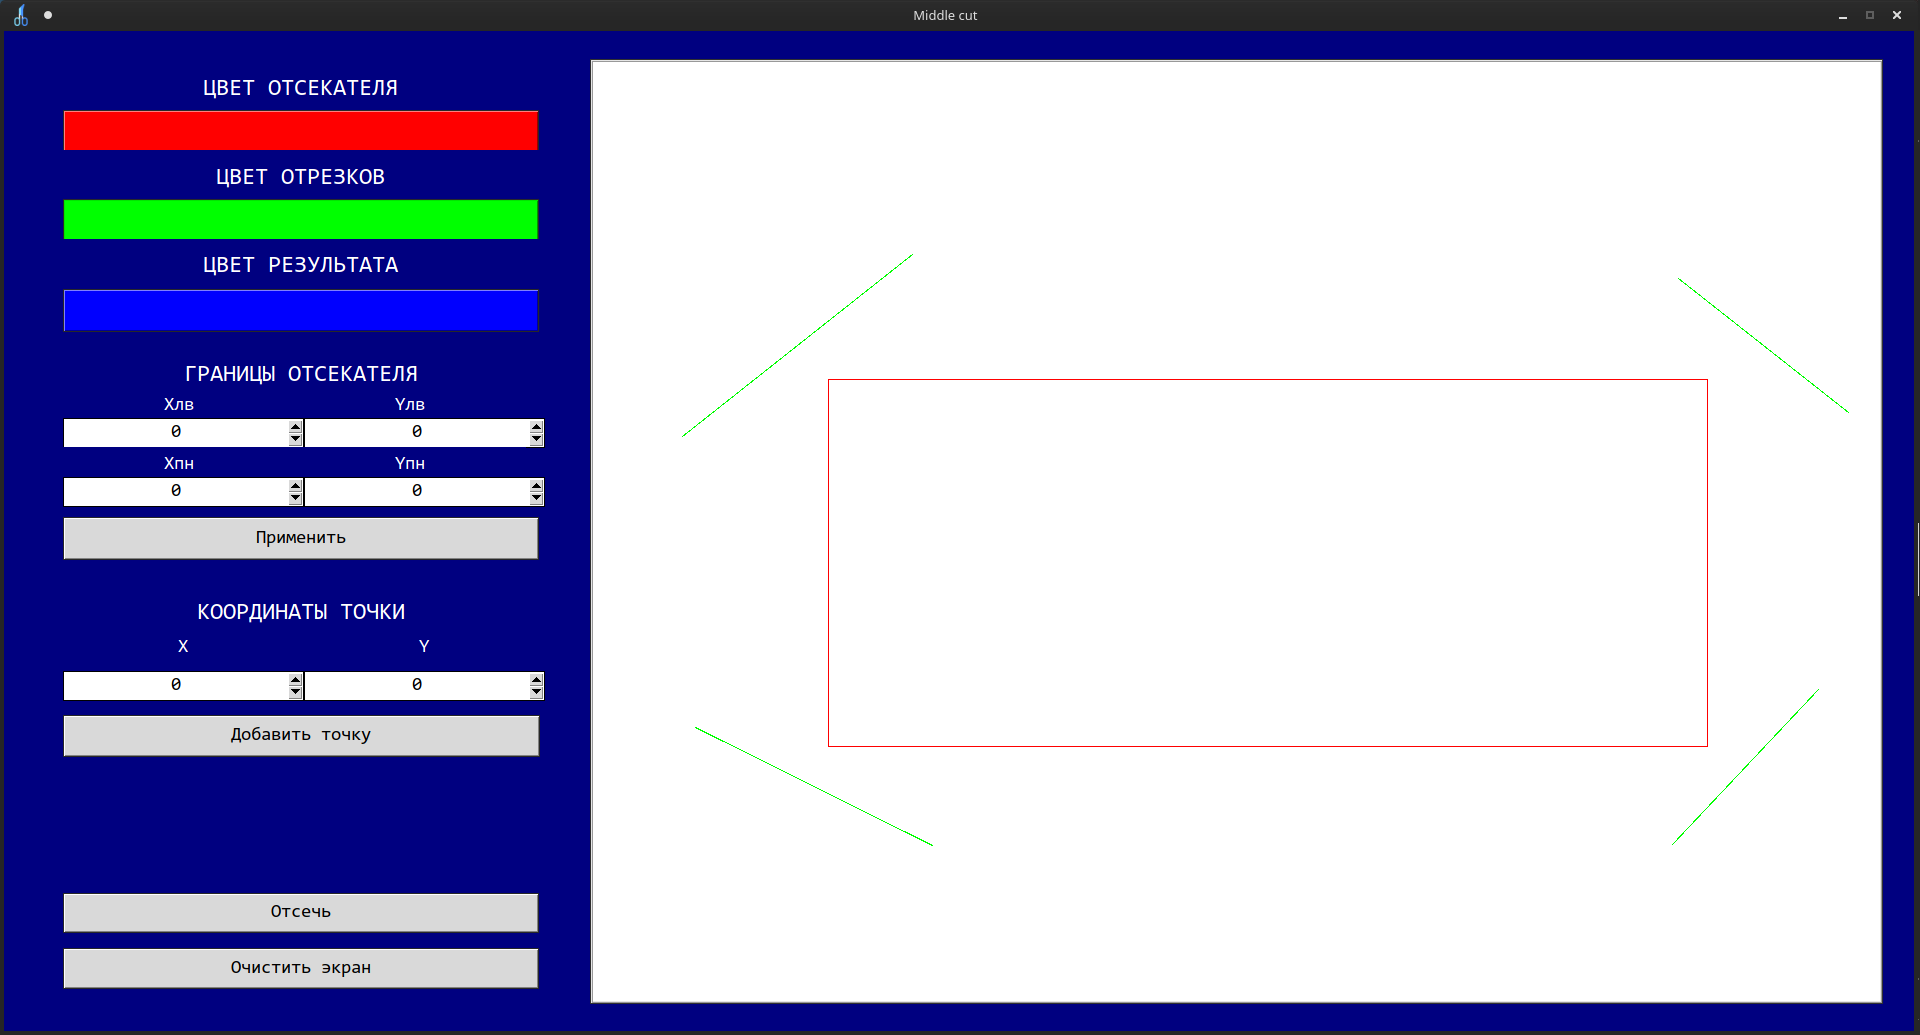 Middle cut
ЦВЕТ ОТСЕКАТЕЛЯ
ЦВЕТ ОТРЕЗКОВ
ЦВЕТ РЕЗУЛЬТАТА
ГРАНИЦЫ ОТСЕКАТЕЛЯ
Xлв Yлв
0 0
Xпн Yпн
0 0
Применить
КООРДИНАТЫ ТОЧКИ
X Y
0 0
Добавить точку
Отсечь
Очистить экран